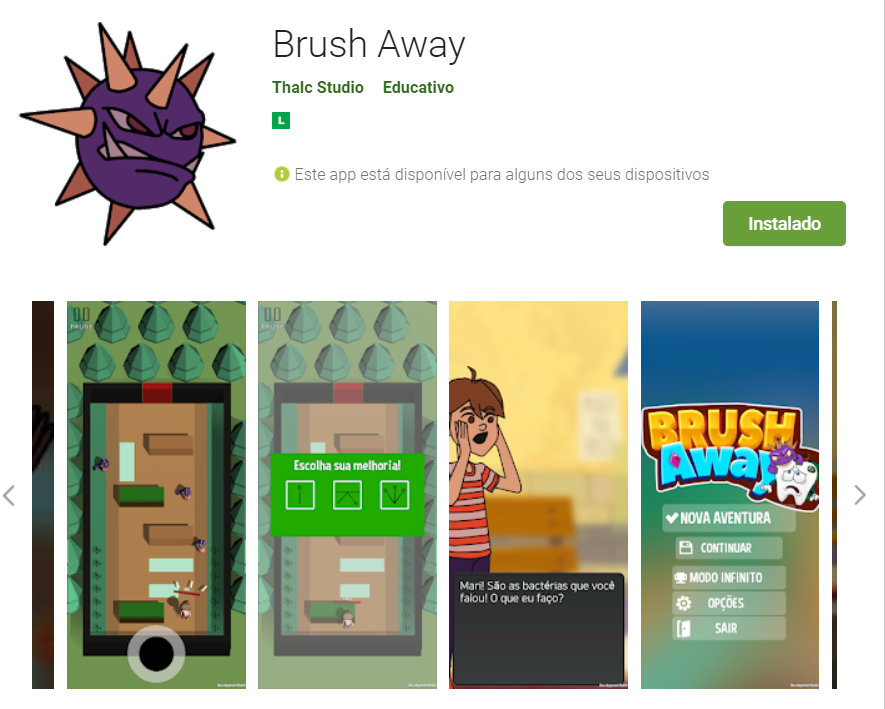 Brush Away
Thalc Studio Educativo
L
Este app está disponível para alguns dos seus dispositivos
Instalado
PAUSE
PAUSE
Escolha sua melhoria!
Mari! São as bactérias que você
falou! O que eu faço?
BRUSH
Away
NOVA AVENTURA
CONTINUAR
MODO INFINITO
OPÇÕES
SAIR